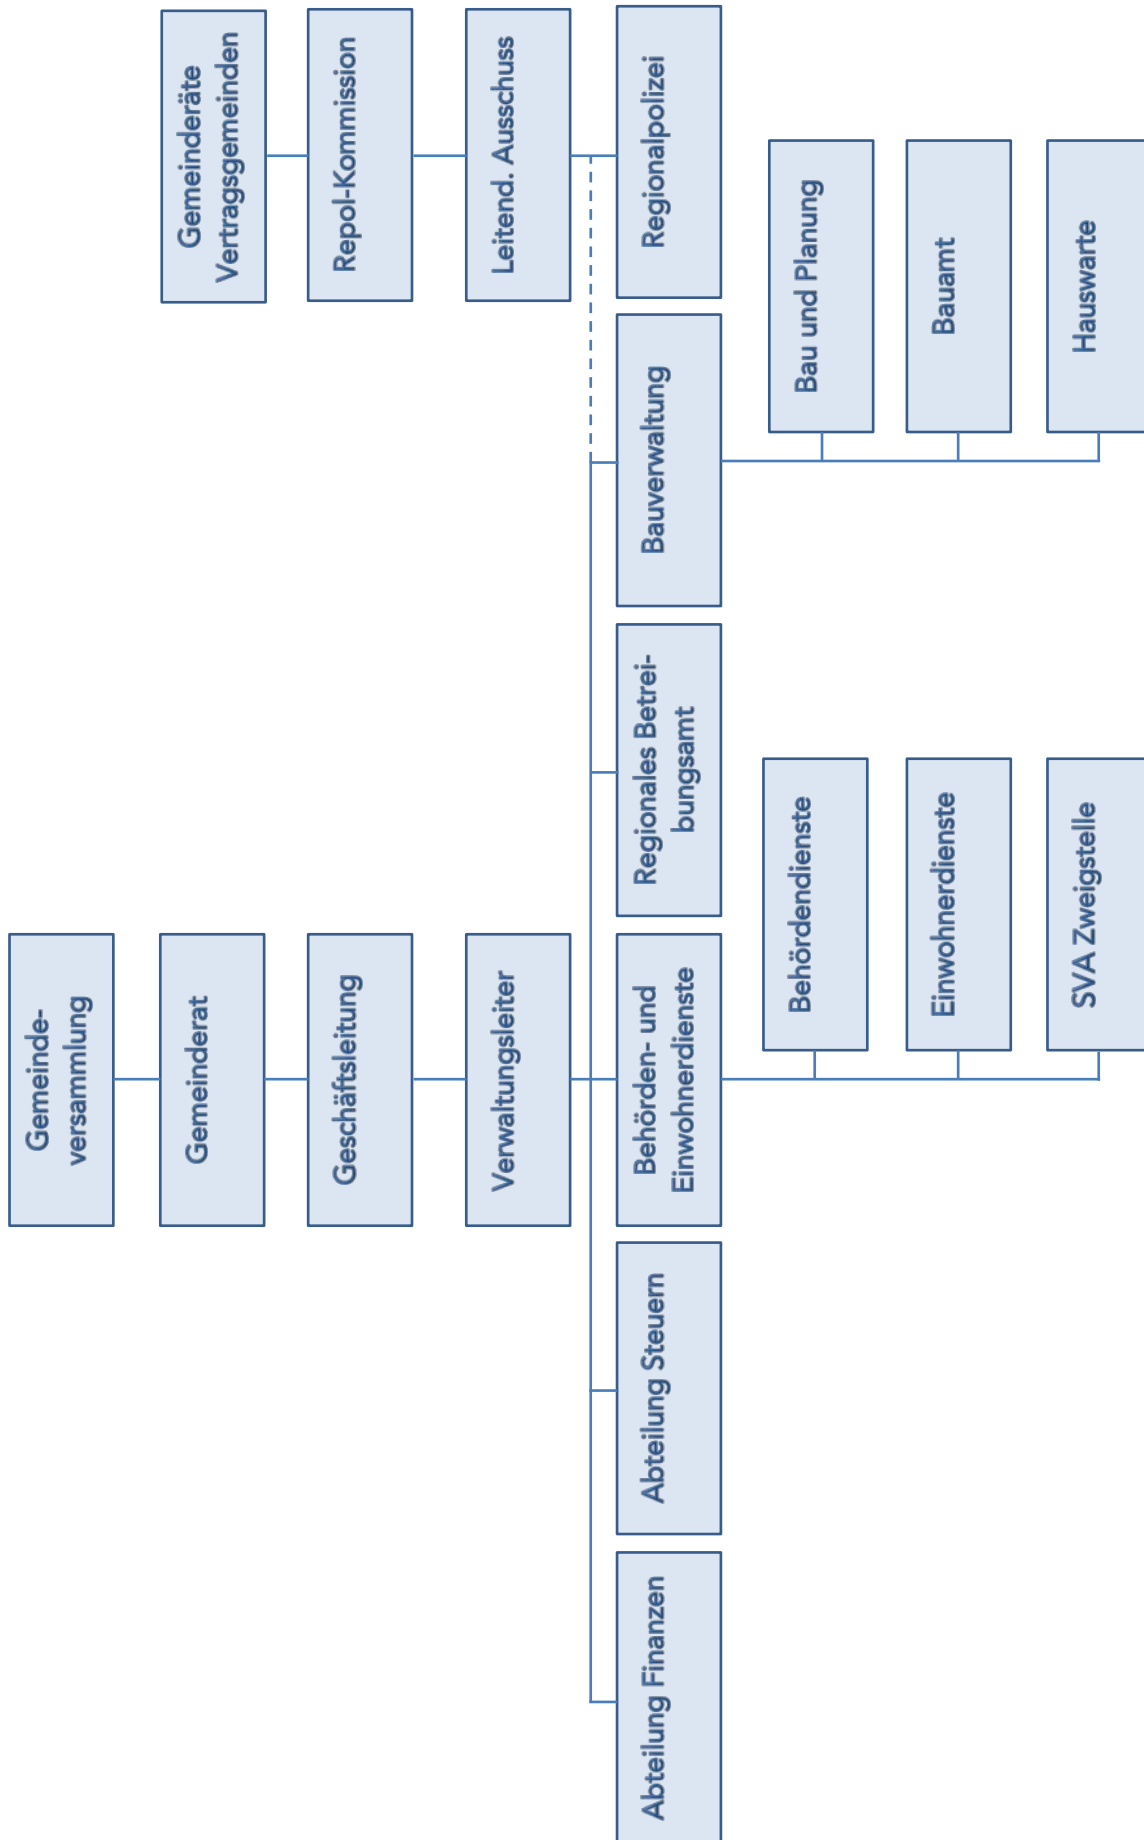 Gemeinde-
versammlung
Gemeinderat
Gemeinderäte
Vertragsgemeinden
Geschäftsleitung
Repol-Kommission
Verwaltungsleiter
Leitend. Ausschuss
Abteilung Finanzen
Abteilung Steuern
Behörden- und
Einwohnerdienste
Regionales Betrei-
bungsamt
Bauverwaltung
Regionalpolizei
Behördendienste
Bau und Planung
Einwohnerdienste
Bauamt
SVA Zweigstelle
Hauswarte